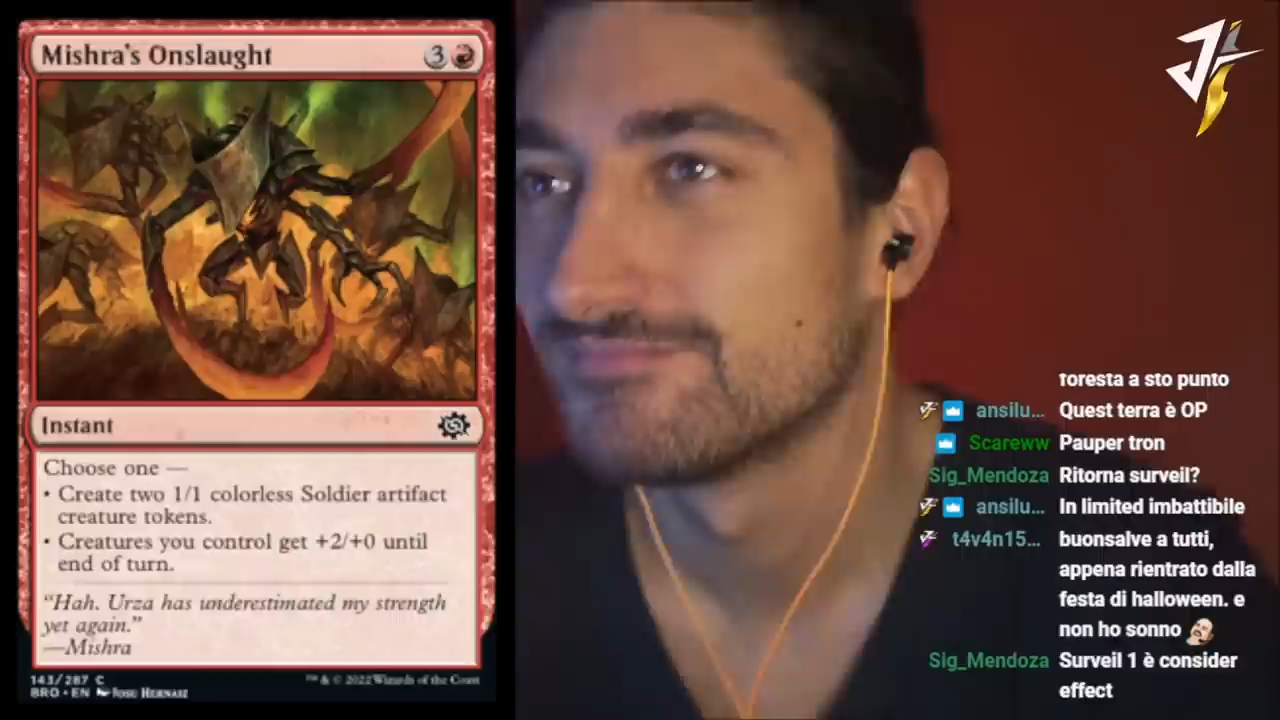 Mishra's Onslaught
3
Instant
Choose one —
• Create two 1/1 colorless Soldier artifact
creature tokens.
• Creatures you control get +2/+0 until
end of turn.
"Hah. Urza has underestimated my strength
yet again."
—Mishra
143/287 C
BRO • EN
™ & © 2022 Wizards of the Coast
foresta a sto punto
ansilu... Quest terra è OP
Scareww Pauper tron
Sig_Mendoza Ritorna surveil?
ansilu... In limited imbattibile
t4v4n15... buonsalve a tutti,
appena rientrato dalla
festa di halloween. e
non ho sonno
Sig_Mendoza Surveil 1 è consider
effect